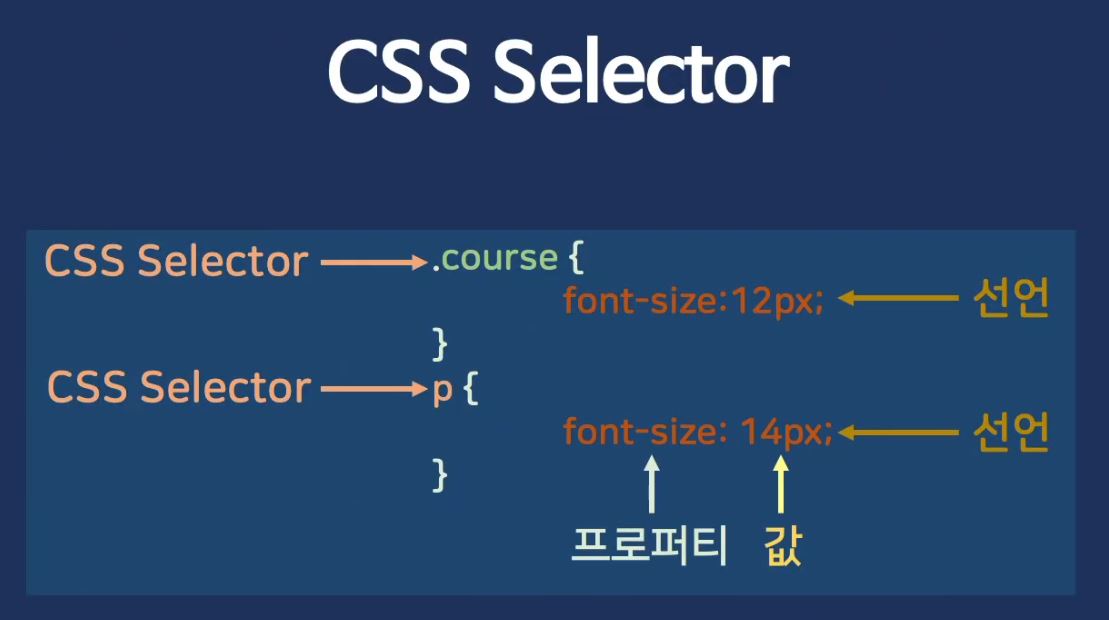 CSS Selector
CSS Selector .course {
font-size:12px; 선언
}
CSS Selector p {
font-size: 14px; 선언
}
프로퍼티 값